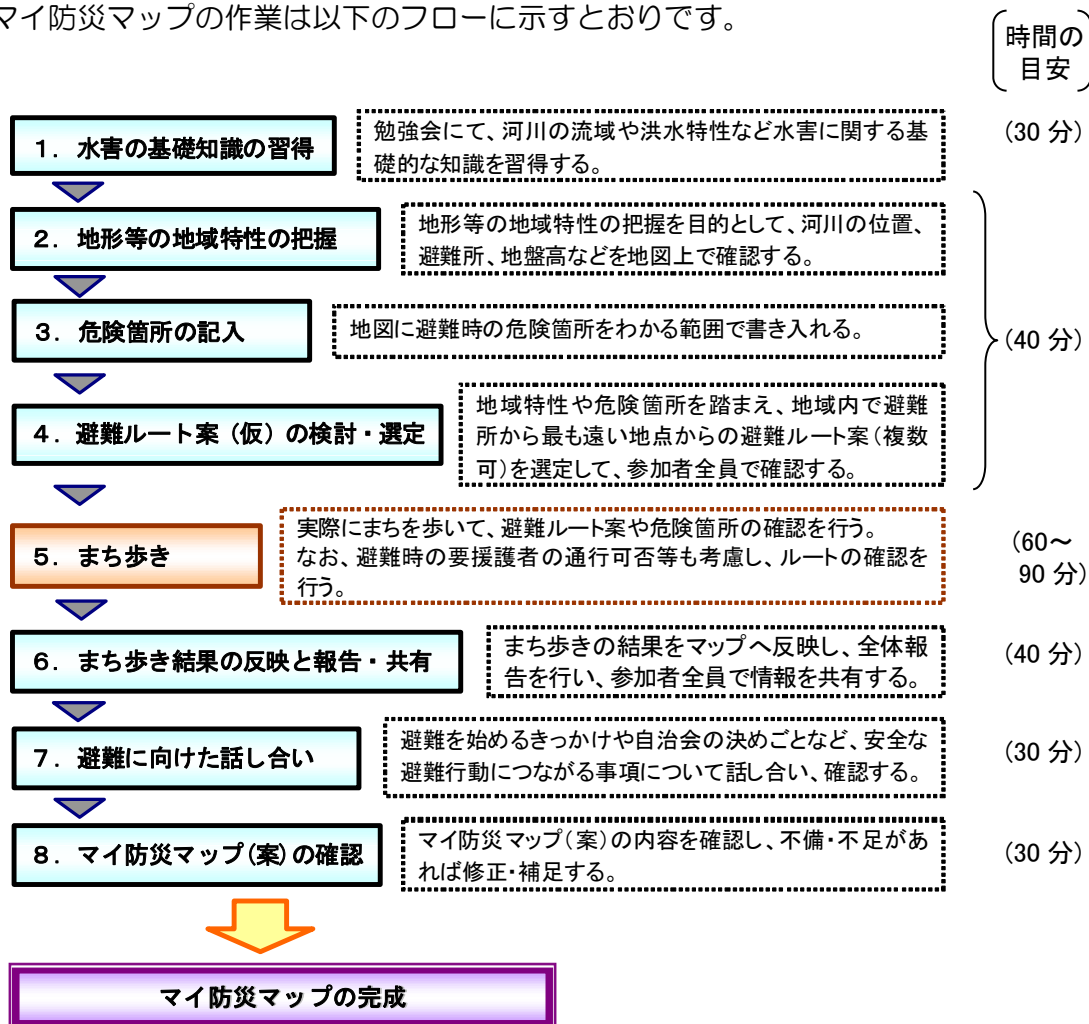 マイ防災マップの作業は以下のフローに示すとおりです。
時間の
目安
1．水害の基礎知識の習得
勉強会にて、河川の流域や洪水特性など水害に関する基
礎的な知識を習得する。
（30 分）
2．地形等の地域特性の把握
地形等の地域特性の把握を目的として、河川の位置、
避難所、地盤高などを地図上で確認する。
3．危険箇所の記入
地図に避難時の危険箇所をわかる範囲で書き入れる。
（40 分）
4．避難ルート案（仮）の検討・選定
地域特性や危険箇所を踏まえ、地域内で避難
所から最も遠い地点からの避難ルート案（複数
可）を選定して、参加者全員で確認する。
5．まち歩き
実際にまちを歩いて、避難ルート案や危険箇所の確認を行う。
なお、避難時の要援護者の通行可否等も考慮し、ルートの確認を
行う。
（60～
90 分）
6．まち歩き結果の反映と報告・共有
まち歩きの結果をマップへ反映し、全体報
告を行い、参加者全員で情報を共有する。
（40 分）
7．避難に向けた話し合い
避難を始めるきっかけや自治会の決めごとなど、安全な
避難行動につながる事項について話し合い、確認する。
（30 分）
8．マイ防災マップ（案）の確認
マイ防災マップ（案）の内容を確認し、不備・不足があ
れば修正・補足する。
（30 分）
マイ防災マップの完成